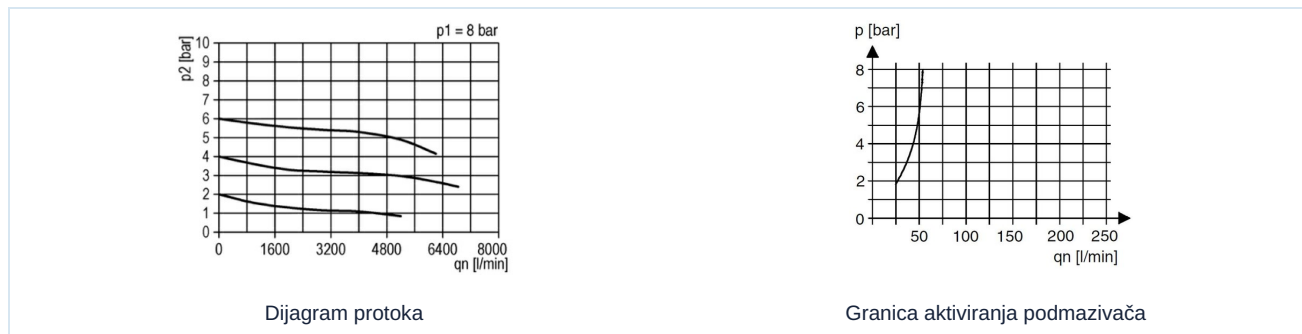 p1 = 8 bar
p2 [bar]
10
9
8
7
6
5
4
3
2
1
0
0 1600 3200 4800 6400 8000
qn [l/min]
Dijagram protoka
p [bar]
8
6
4
2
0
50 100 150 200 250
qn [l/min]
Granica aktiviranja podmazivača